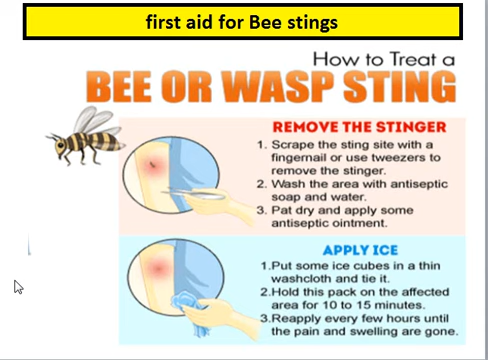 first aid for Bee stings
How to Treat a
BEE OR WASP STING
REMOVE THE STINGER
1. Scrape the sting site with a
fingernail or use tweezers to
remove the stinger.
2. Wash the area with antiseptic
soap and water.
3. Pat dry and apply some
antiseptic ointment.
APPLY ICE
1.Put some ice cubes in a thin
washcloth and tie it.
2.Hold this pack on the affected
area for 10 to 15 minutes.
3.Reapply every few hours until
the pain and swelling are gone.